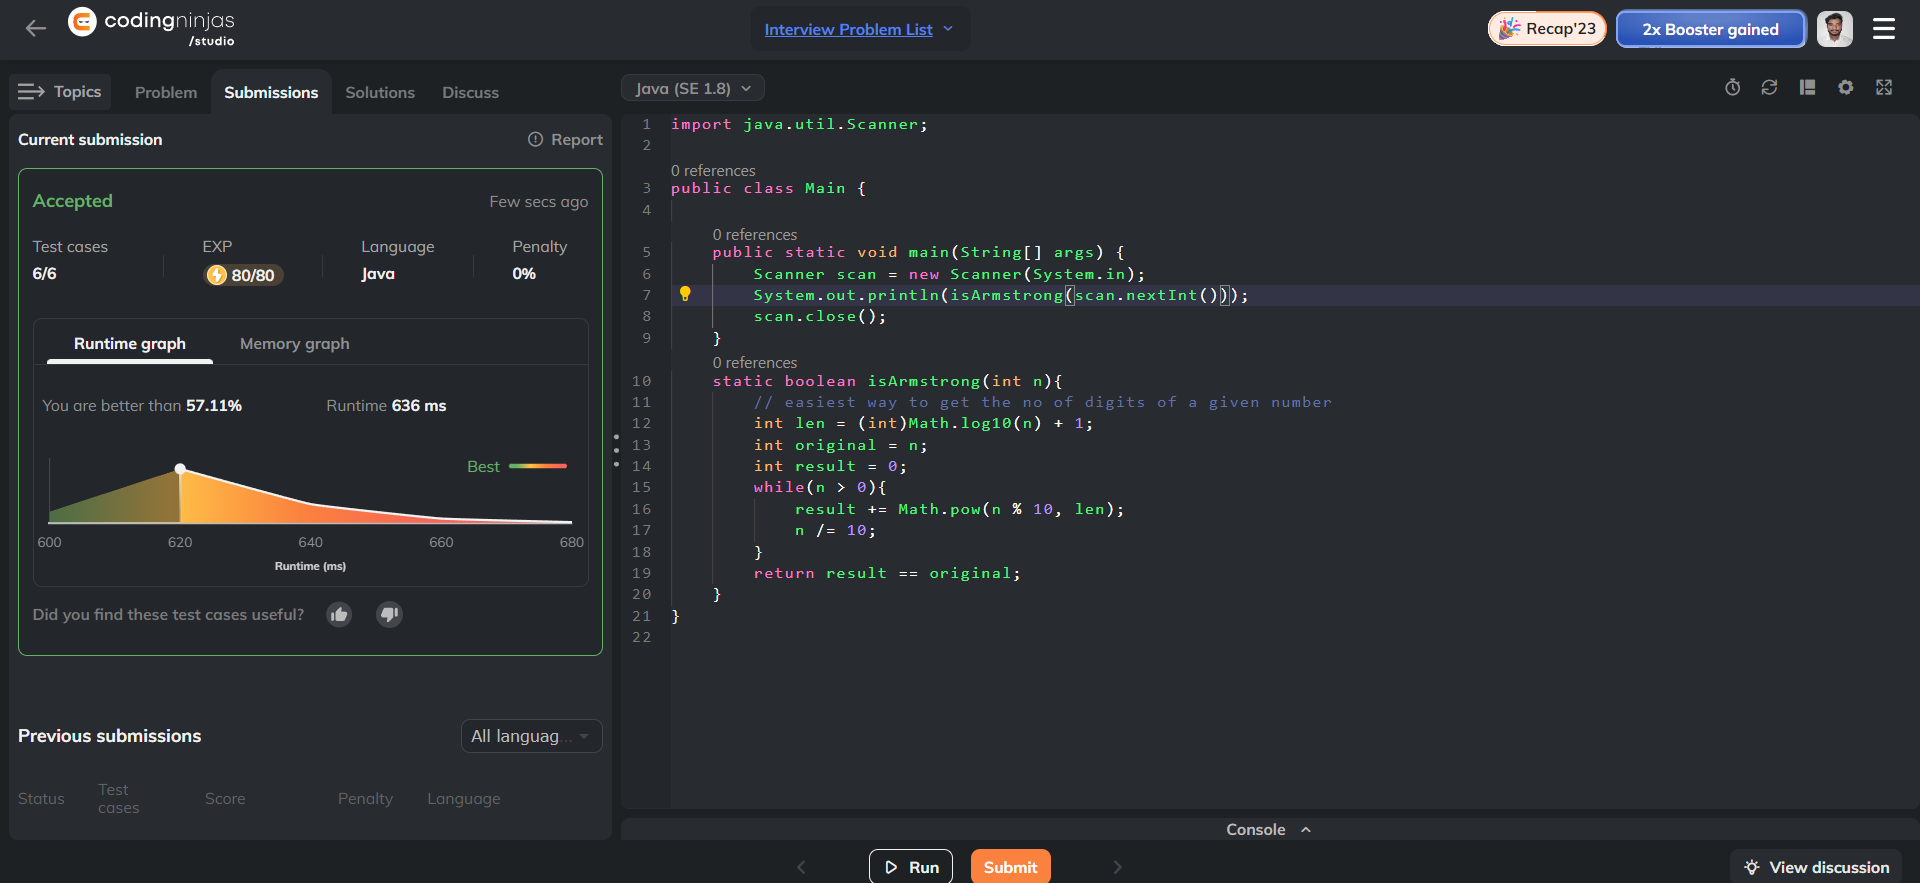 codingninjas
/studio
Interview Problem List
Recap'23
2x Booster gained
Topics
Problem
Submissions
Solutions
Discuss
Current submission
Report
Accepted
Few secs ago
Test cases
EXP
Language
Penalty
6/6
80/80
Java
0%
Runtime graph
Memory graph
You are better than 57.11%
Runtime 636 ms
Best
600
620
640
660
680
Runtime (ms)
Did you find these test cases useful?
Previous submissions
All languag...
Status
Test cases
Score
Penalty
Language
Java (SE 1.8)
1 import java.util.Scanner;
2
0 references
3 public class Main {
4
0 references
5 public static void main(String[] args) {
6 Scanner scan = new Scanner(System.in);
7 System.out.println(isArmstrong(scan.nextInt()));
8 scan.close();
9 }
0 references
10 static boolean isArmstrong(int n){
11 // easiest way to get the no of digits of a given number
12 int len = (int)Math.log10(n) + 1;
13 int original = n;
14 int result = 0;
15 while(n > 0){
16 result += Math.pow(n % 10, len);
17 n /= 10;
18 }
19 return result == original;
20 }
21 }
22
Console
Run
Submit
View discussion